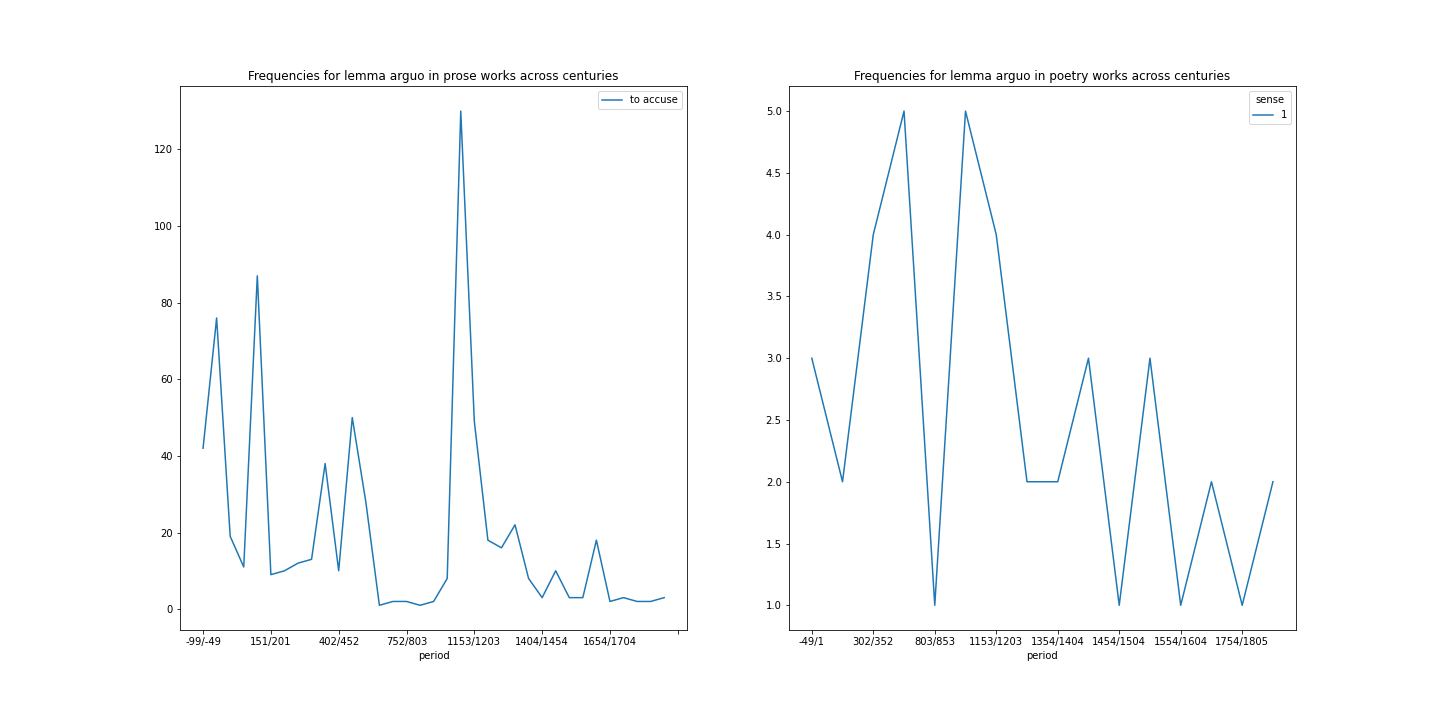 Frequencies for lemma arguo in prose works across centuries
to accuse
120
100
80
60
40
20
0
-99/-49 151/201 402/452 752/803 1153/1203 1404/1454 1654/1704
period
Frequencies for lemma arguo in poetry works across centuries
sense
1
5.0
4.5
4.0
3.5
3.0
2.5
2.0
1.5
1.0
-49/1 302/352 803/853 1153/1203 1354/1404 1454/1504 1554/1604 1754/1805
period